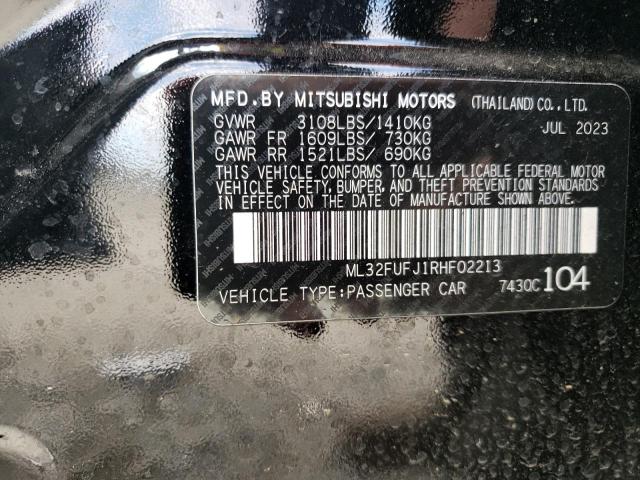 MFD.BY MITSUBISHI MOTORS (THAILAND) CO., LTD.
GVWR 3108LBS/1410KG JUL 2023
GAWR FR 1609LBS/ 730KG
GAWR RR 1521LBS/ 690KG
THIS VEHICLE CONFORMS TO ALL APPLICABLE FEDERAL MOTOR
VEHICLE SAFETY, BUMPER, AND THEFT PREVENTION STANDARDS
IN EFFECT ON THE DATE OF MANUFACTURE SHOWN ABOVE.
ML32FUFJ1RHF02213
VEHICLE TYPE:PASSENGER CAR 7430C 104